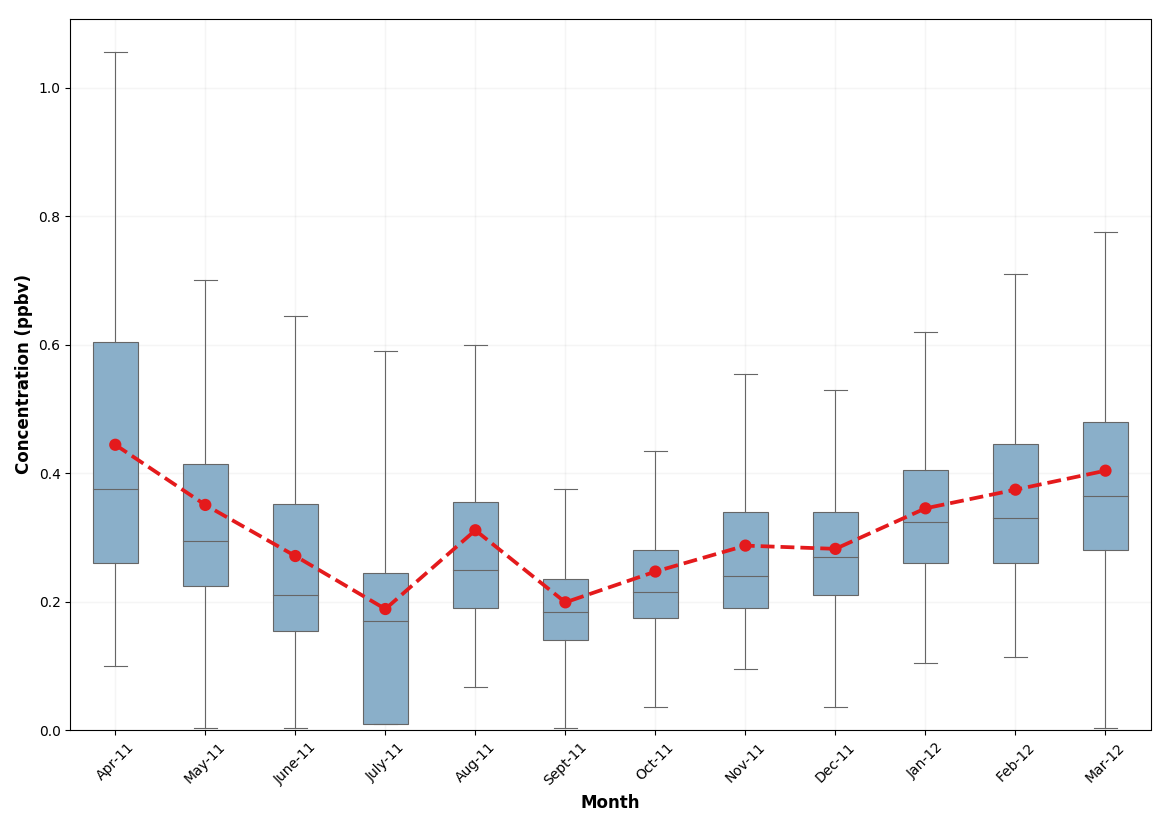 1.0
0.8
0.6
0.4
0.2
0.0
Concentration (ppbv)
Apr-11
May-11
June-11
July-11
Aug-11
Sept-11
Oct-11
Nov-11
Dec-11
Jan-12
Feb-12
Mar-12
Month